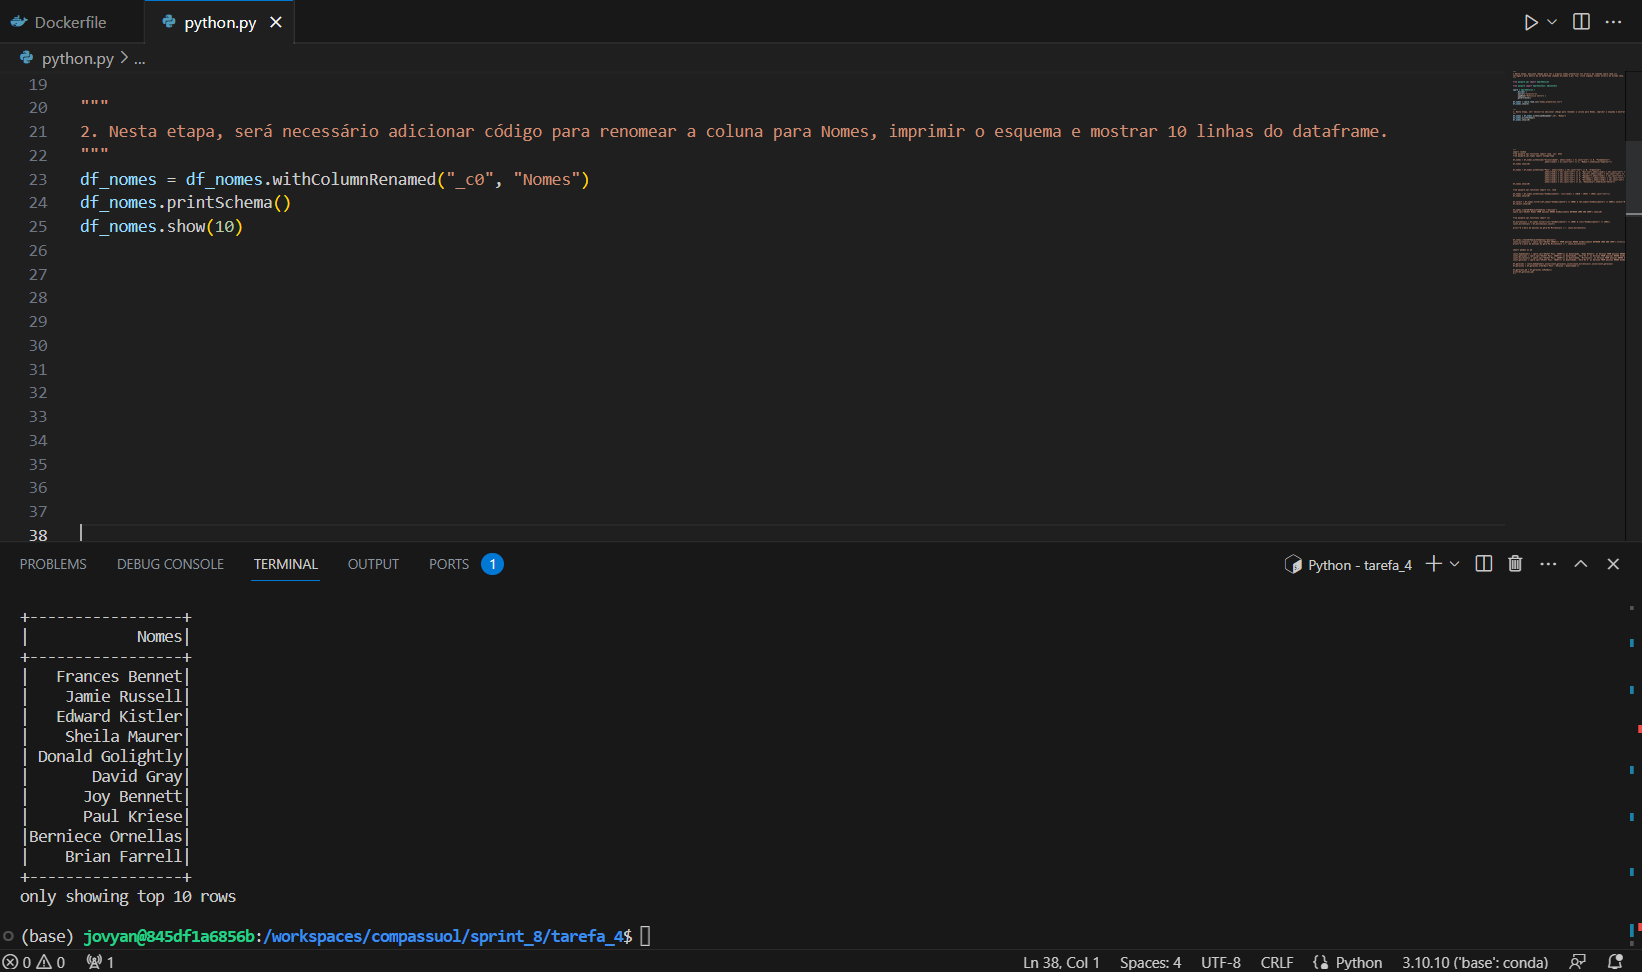 Dockerfile
python.py
python.py > ...
19
20 """
21 2. Nesta etapa, será necessário adicionar código para renomear a coluna para Nomes, imprimir o esquema e mostrar 10 linhas do dataframe.
22 """
23 df_nomes = df_nomes.withColumnRenamed("_c0", "Nomes")
24 df_nomes.printSchema()
25 df_nomes.show(10)
26
27
28
29
30
31
32
33
34
35
36
37
38
PROBLEMS DEBUG CONSOLE TERMINAL OUTPUT PORTS 1
Python - tarefa_4
+-----------------+
|            Nomes|
+-----------------+
|   Frances Bennet|
|    Jamie Russell|
|   Edward Kistler|
|    Sheila Maurer|
| Donald Golightly|
|       David Gray|
|      Joy Bennett|
|      Paul Kriese|
|Berniece Ornellas|
|    Brian Farrell|
+-----------------+
only showing top 10 rows
(base) jovyan@845df1a6856b:/workspaces/compassuol/sprint_8/tarefa_4$
0 0 1 Ln 38, Col 1 Spaces: 4 UTF-8 CRLF Python 3.10.10 ('base': conda)